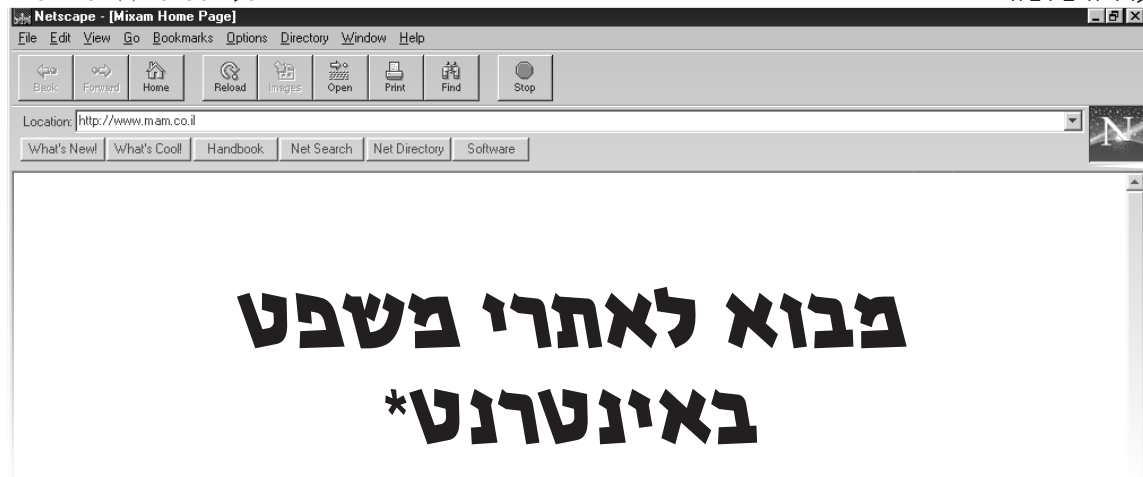 Netscape - [Mixam Home Page]
File Edit View Go Bookmarks Options Directory Window Help
Back Forward Home Reload Images Open Print Find Stop
Location: http://www.mam.co.il
What's New! What's Cool! Handbook Net Search Net Directory Software
N
מבוא לאתרי משפט
באינטרנט*